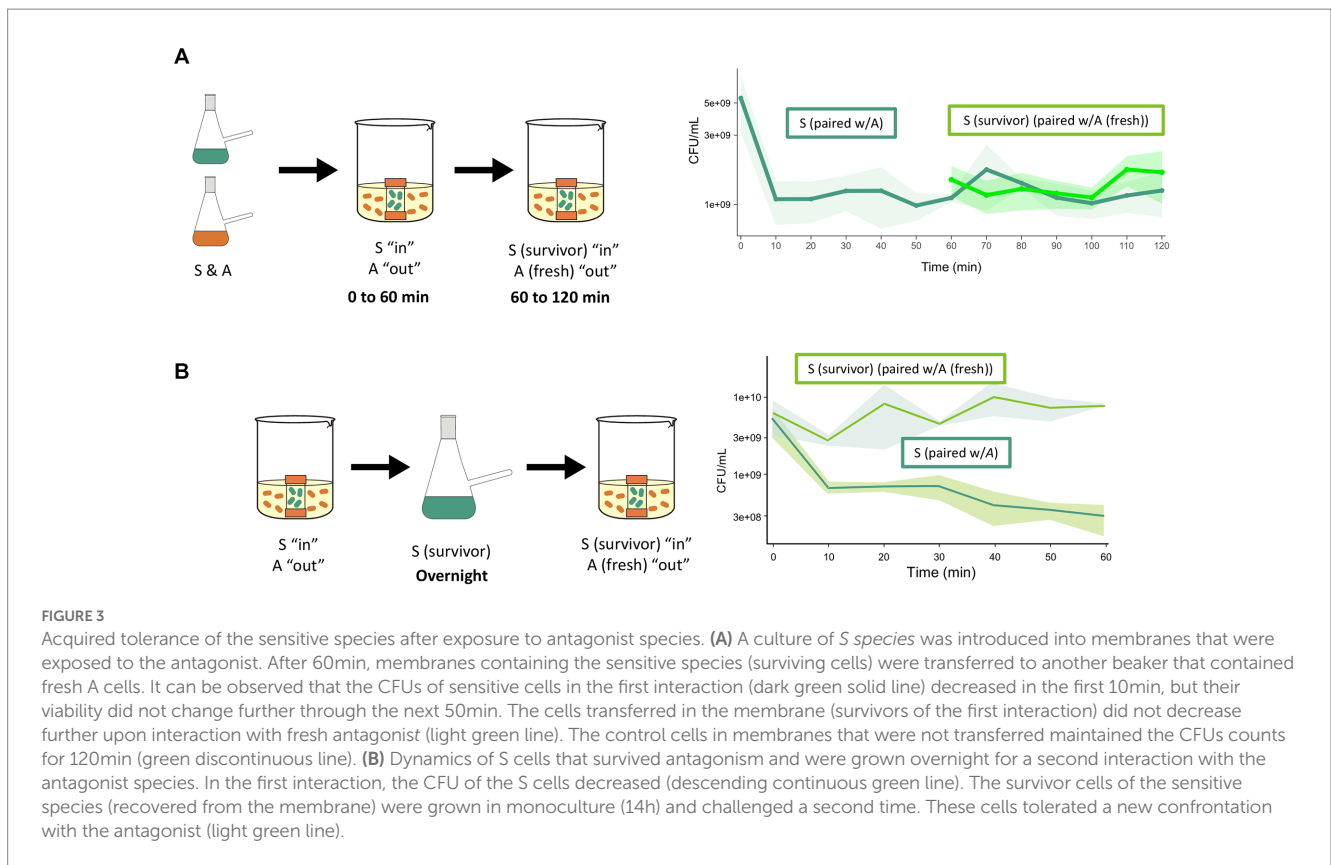 A
S & A
S "in"
A "out"
0 to 60 min
S (survivor) "in"
A (fresh) "out"
60 to 120 min
CFU/mL
5e+09
3e+09
1e+09
S (paired w/A)
S (survivor) (paired w/A (fresh))
0 10 20 30 40 50 60 70 80 90 100 110 120
Time (min)
B
S "in"
A "out"
S (survivor)
Overnight
S (survivor) "in"
A (fresh) "out"
CFU/mL
1e+10
3e+09
1e+09
3e+08
S (survivor) (paired w/A (fresh))
S (paired w/A)
0 10 20 30 40 50 60
Time (min)
FIGURE 3
Acquired tolerance of the sensitive species after exposure to antagonist species. (A) A culture of S species was introduced into membranes that were
exposed to the antagonist. After 60min, membranes containing the sensitive species (surviving cells) were transferred to another beaker that contained
fresh A cells. It can be observed that the CFUs of sensitive cells in the first interaction (dark green solid line) decreased in the first 10min, but their
viability did not change further through the next 50min. The cells transferred in the membrane (survivors of the first interaction) did not decrease
further upon interaction with fresh antagonist (light green line). The control cells in membranes that were not transferred maintained the CFUs counts
for 120min (green discontinuous line). (B) Dynamics of S cells that survived antagonism and were grown overnight for a second interaction with the
antagonist species. In the first interaction, the CFU of the S cells decreased (descending continuous green line). The survivor cells of the sensitive
species (recovered from the membrane) were grown in monoculture (14h) and challenged a second time. These cells tolerated a new confrontation
with the antagonist (light green line).